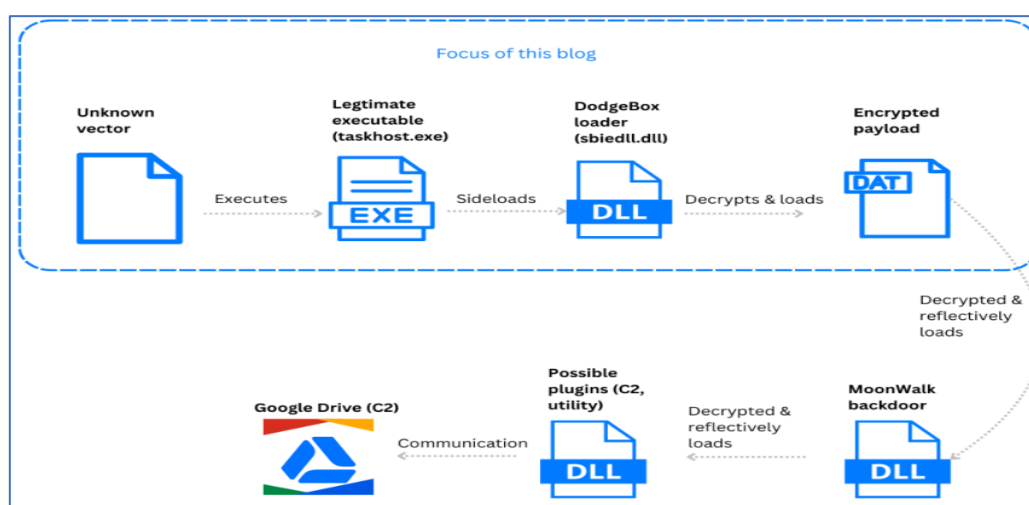 Focus of this blog
Unknown
vector
Legtimate
executable
(taskhost.exe)
DodgeBox
loader
(sbiedll.dll)
Encrypted
payload
Executes
EXE
Sideloads
DLL
Decrypts & loads
DAT
Decrypted &
reflectively
loads
MoonWalk
backdoor
DLL
Decrypted &
reflectively
loads
Possible
plugins (C2,
utility)
DLL
Communication
Google Drive (C2)